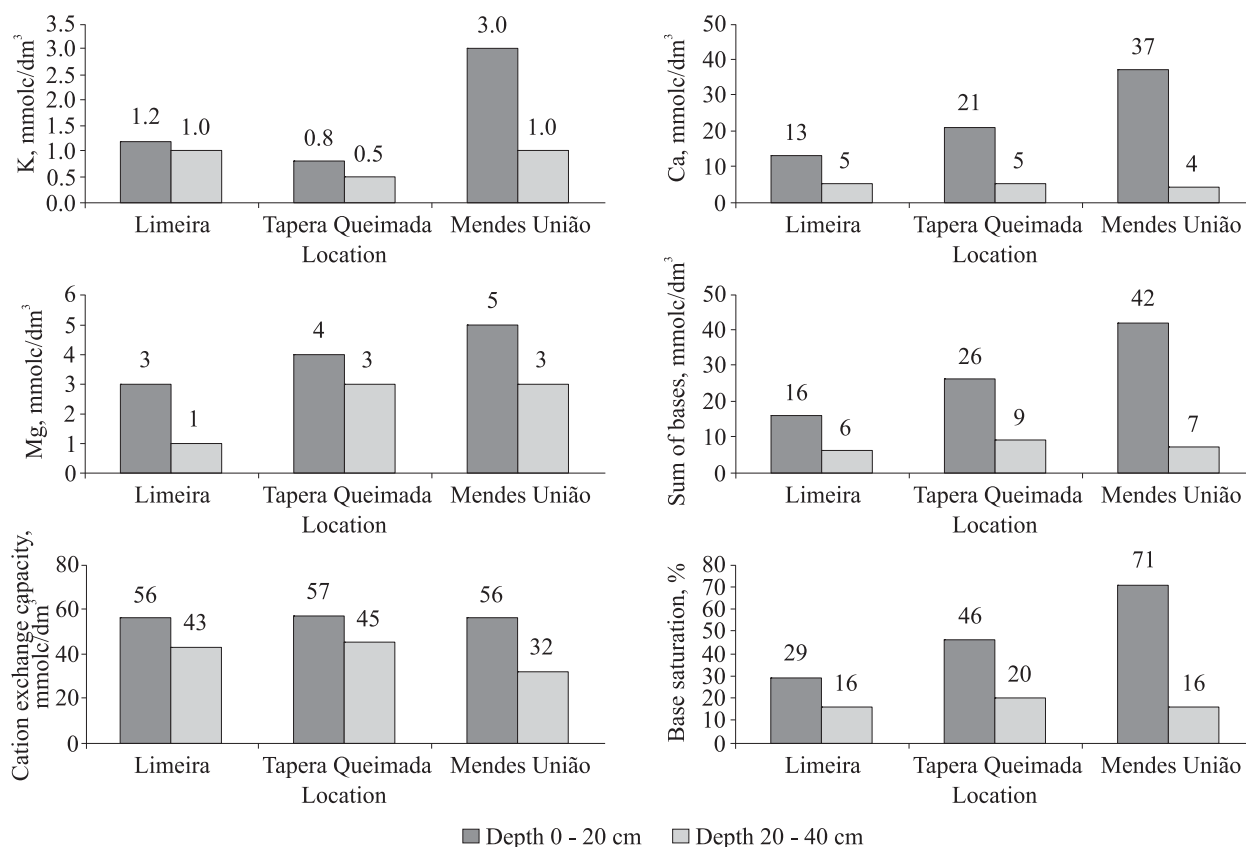 K, mmolc/dm³
3.5
3.0
2.5
2.0
1.5
1.0
0.5
0.0
1.2
1.0
0.8
0.5
3.0
1.0
Limeira
Tapera Queimada
Mendes União
Location
Ca, mmolc/dm³
50
40
30
20
10
0
13
5
21
5
37
4
Limeira
Tapera Queimada
Mendes União
Location
Mg, mmolc/dm³
6
5
4
3
2
1
0
3
1
4
3
5
3
Limeira
Tapera Queimada
Mendes União
Location
Sum of bases, mmolc/dm³
50
40
30
20
10
0
16
6
26
9
42
7
Limeira
Tapera Queimada
Mendes União
Location
Cation exchange capacity,
mmolc/dm³
80
60
40
20
0
56
43
57
45
56
32
Limeira
Tapera Queimada
Mendes União
Location
Base saturation, %
80
70
60
50
40
30
20
10
0
29
16
46
20
71
16
Limeira
Tapera Queimada
Mendes União
Location
Depth 0 - 20 cm
Depth 20 - 40 cm